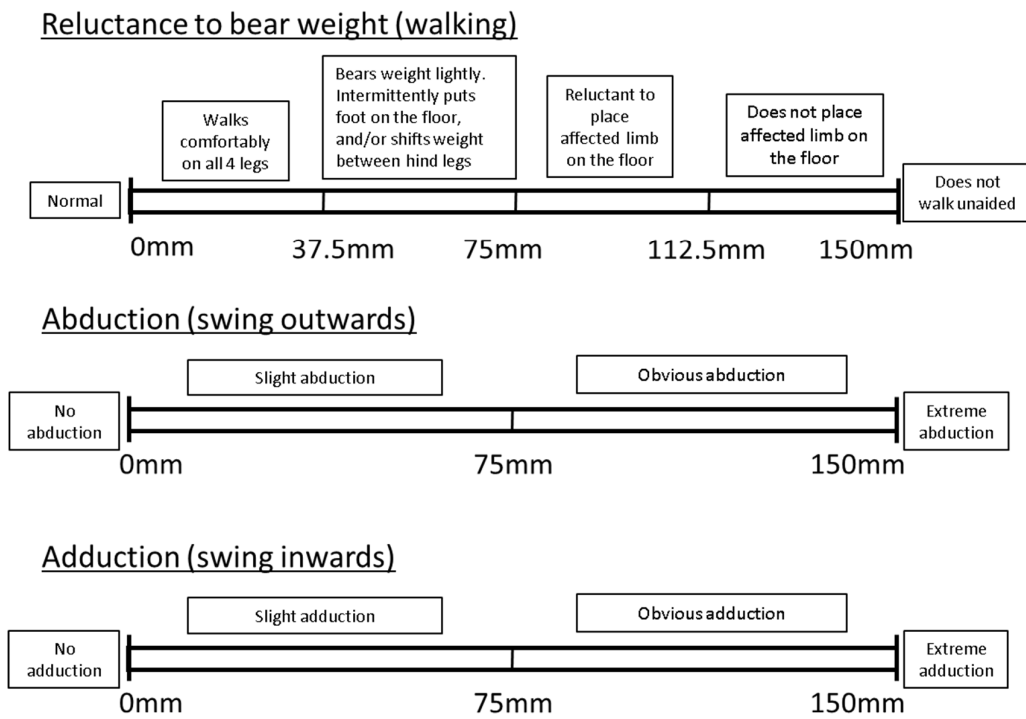 Reluctance to bear weight (walking)
Walks
comfortably
on all 4 legs
Bears weight lightly.
Intermittently puts
foot on the floor,
and/or shifts weight
between hind legs
Reluctant to
place
affected limb
on the floor
Does not place
affected limb on
the floor
Normal
Does not
walk unaided
0mm
37.5mm
75mm
112.5mm
150mm
Abduction (swing outwards)
Slight abduction
Obvious abduction
No
abduction
Extreme
abduction
0mm
75mm
150mm
Adduction (swing inwards)
Slight adduction
Obvious adduction
No
adduction
Extreme
adduction
0mm
75mm
150mm